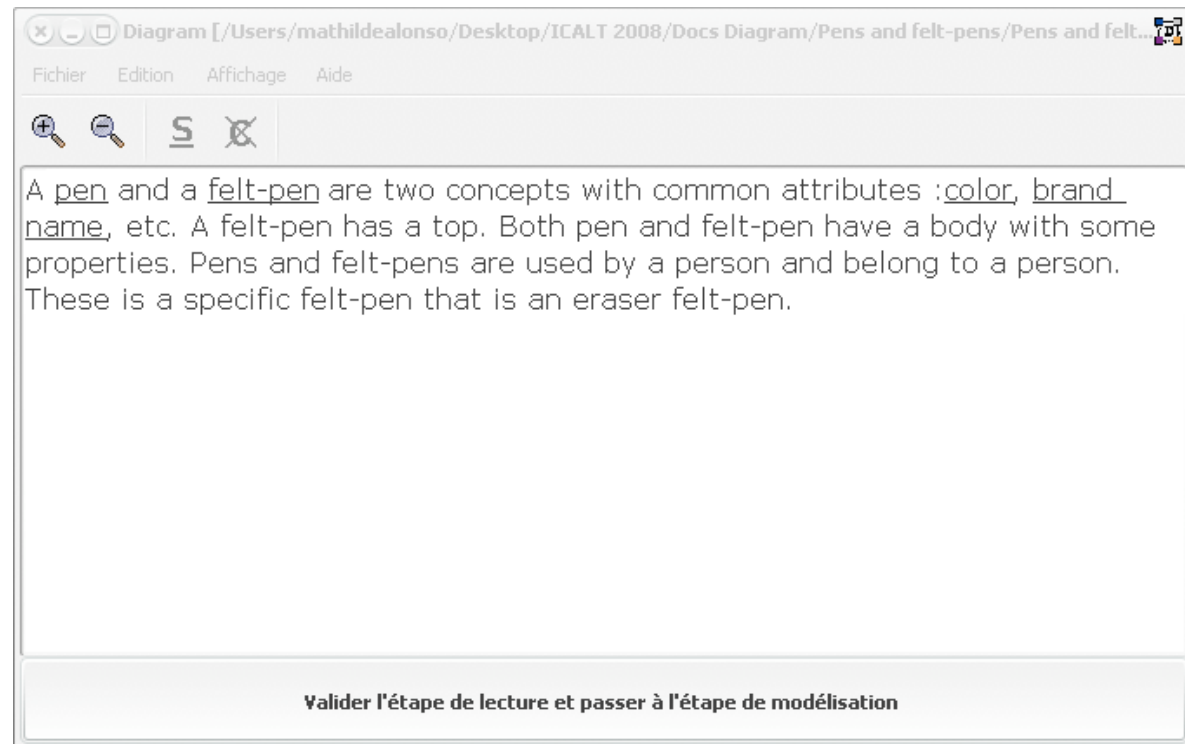 Diagram [/Users/mathildealonso/Desktop/ICALT 2008/Docs Diagram/Pens and felt-pens/Pens and felt...
Fichier Edition Affichage Aide
S C
A pen and a felt-pen are two concepts with common attributes :color, brand
name, etc. A felt-pen has a top. Both pen and felt-pen have a body with some
properties. Pens and felt-pens are used by a person and belong to a person.
These is a specific felt-pen that is an eraser felt-pen.
Valider l'étape de lecture et passer à l'étape de modélisation